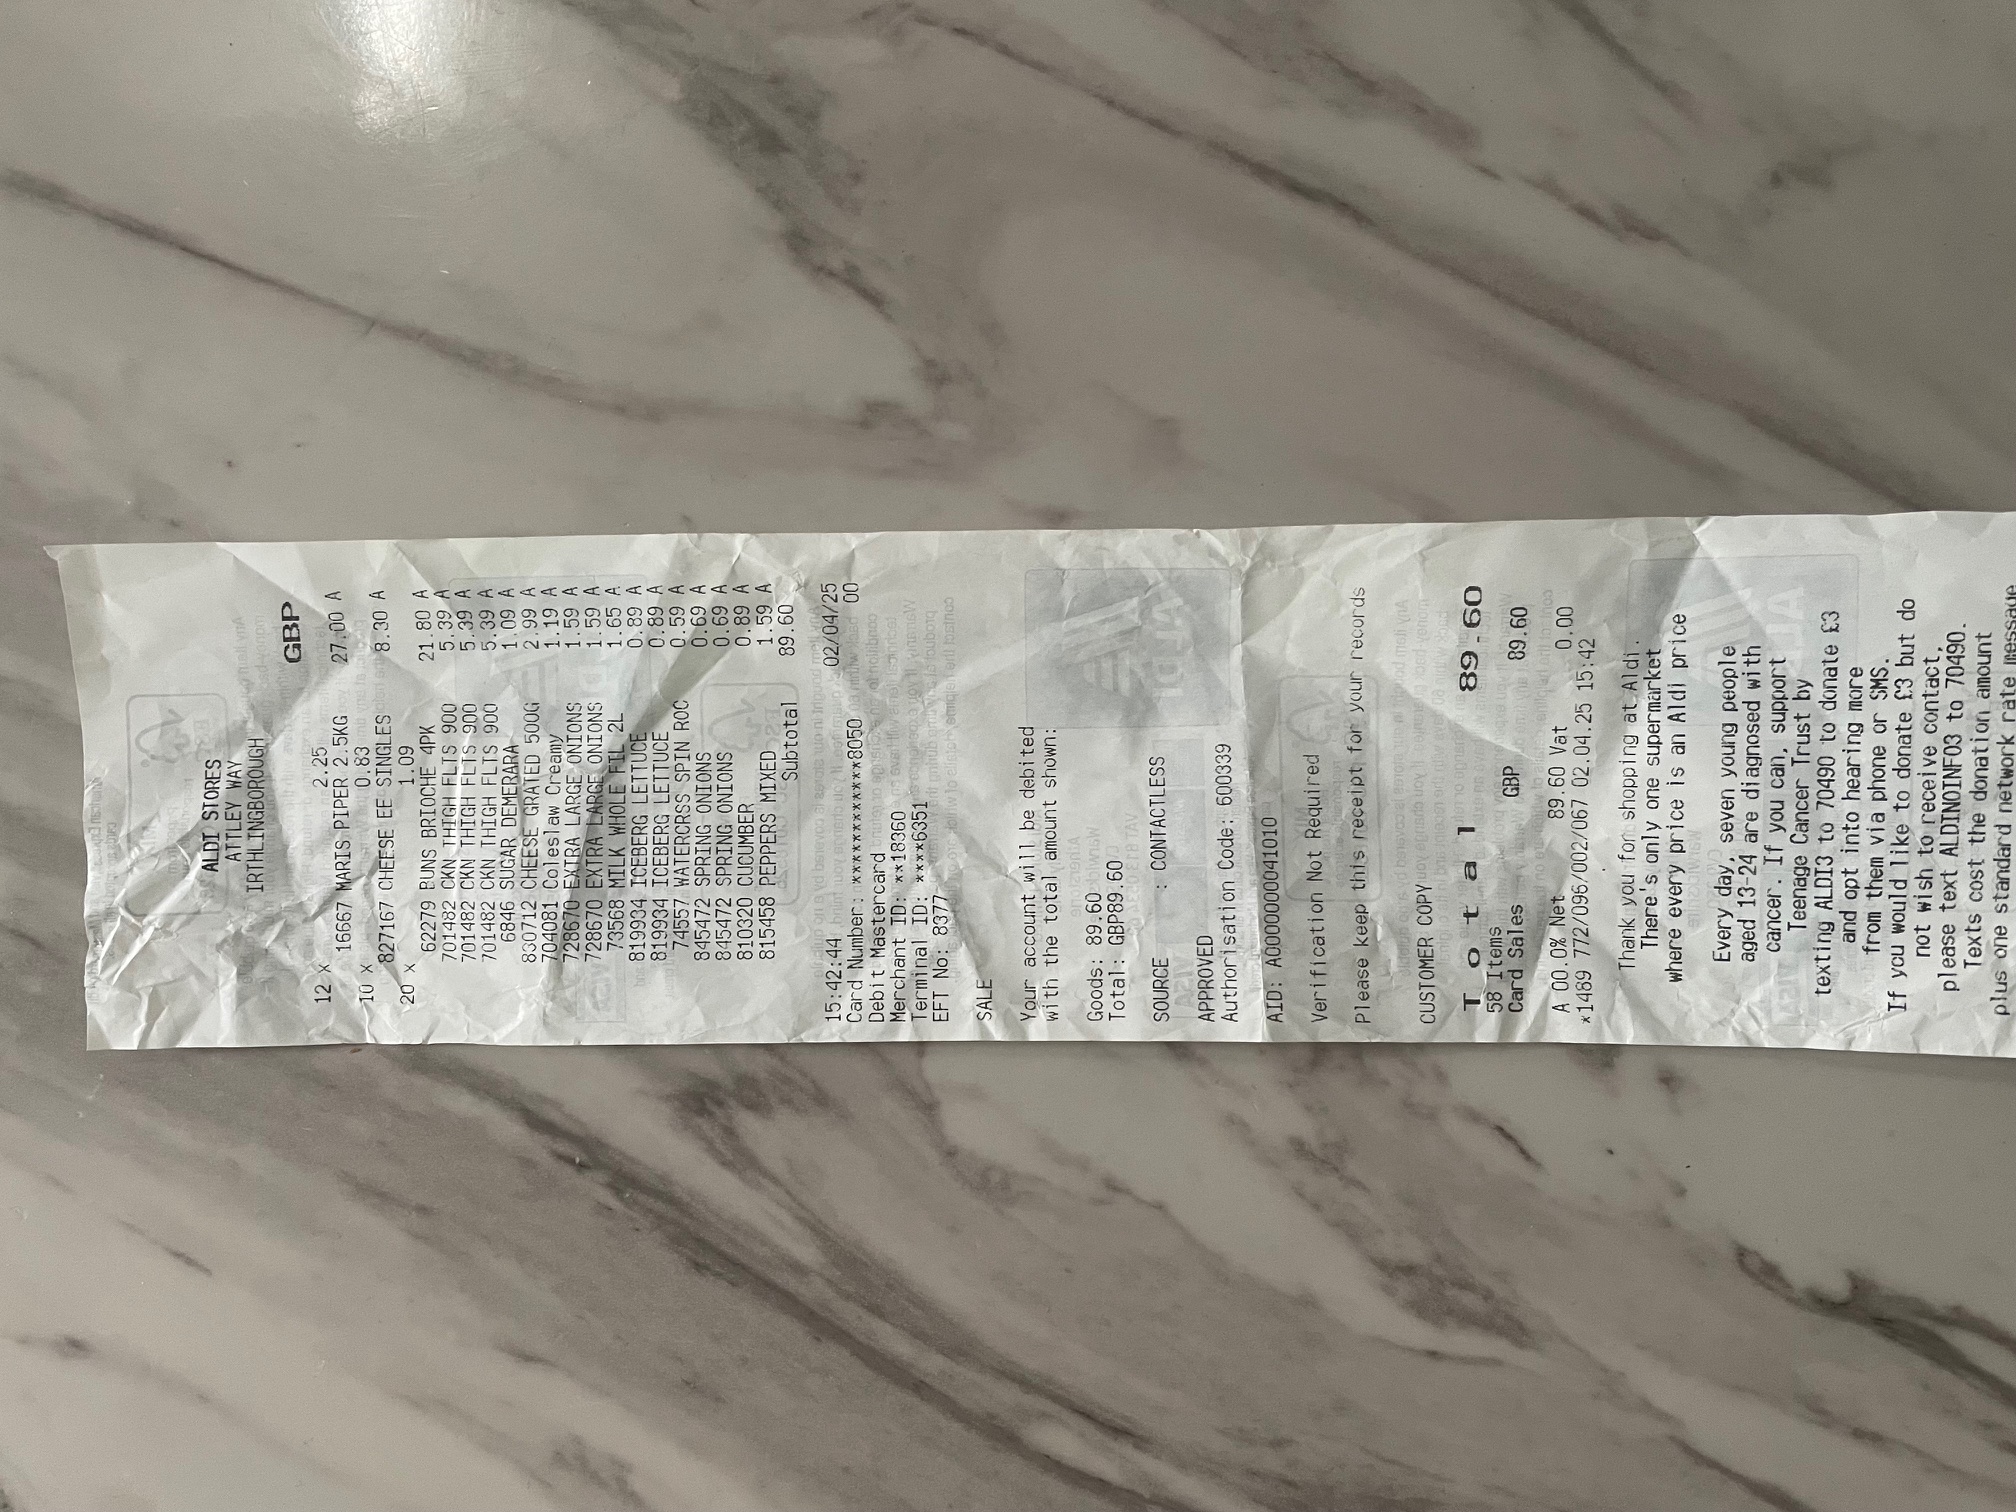 ALDI STORES
ATTLEY WAY
IRTHLINGBOROUGH
GBP
12 x 2.25
16667 MARIS PIPER 2.5KG 27.00 A
10 x 0.83
827167 CHEESE EE SINGLES 8.30 A
20 x 1.09
62279 BUNS BRIOCHE 4PK 21.80 A
701482 CKN THIGH FLTS 900 5.39 A
701482 CKN THIGH FLTS 900 5.39 A
701482 CKN THIGH FLTS 900 5.39 A
6846 SUGAR DEMERARA 1.09 A
830712 CHEESE GRATED 500G 2.99 A
704081 Coleslaw Creamy 1.19 A
728670 EXTRA LARGE ONIONS 1.59 A
728670 EXTRA LARGE ONIONS 1.59 A
73568 MILK WHOLE FIL 2L 1.65 A
819934 ICEBERG LETTUCE 0.89 A
819934 ICEBERG LETTUCE 0.89 A
74557 WATERCRSS SPIN ROC 0.59 A
845472 SPRING ONIONS 0.69 A
845472 SPRING ONIONS 0.69 A
810320 CUCUMBER 0.89 A
815458 PEPPERS MIXED 1.59 A
Subtotal 89.60
15:42:44 02/04/25
Card Number: ************8050 00
Debit Mastercard
Merchant ID: **18360
Terminal ID: ****6351
EFT No: 8377
SALE
Your account will be debited
with the total amount shown:
Goods: 89.60
Total: GBP89.60
SOURCE : CONTACTLESS
APPROVED
Authorisation Code: 600339
AID: A0000000041010
Verification Not Required
Please keep this receipt for your records
CUSTOMER COPY
Total 89.60
58 Items
Card Sales GBP 89.60
A 00.0% Net 89.60 Vat 0.00
*1489 772/096/002/067 02.04.25 15:42
Thank you for shopping at Aldi.
There's only one supermarket
where every price is an Aldi price
Every day, seven young people
aged 13-24 are diagnosed with
cancer. If you can, support
Teenage Cancer Trust by
texting ALDI3 to 70490 to donate £3
and opt into hearing more
from them via phone or SMS.
If you would like to donate £3 but do
not wish to receive contact,
please text ALDINOINFO3 to 70490.
Texts cost the donation amount
plus one standard network rate message